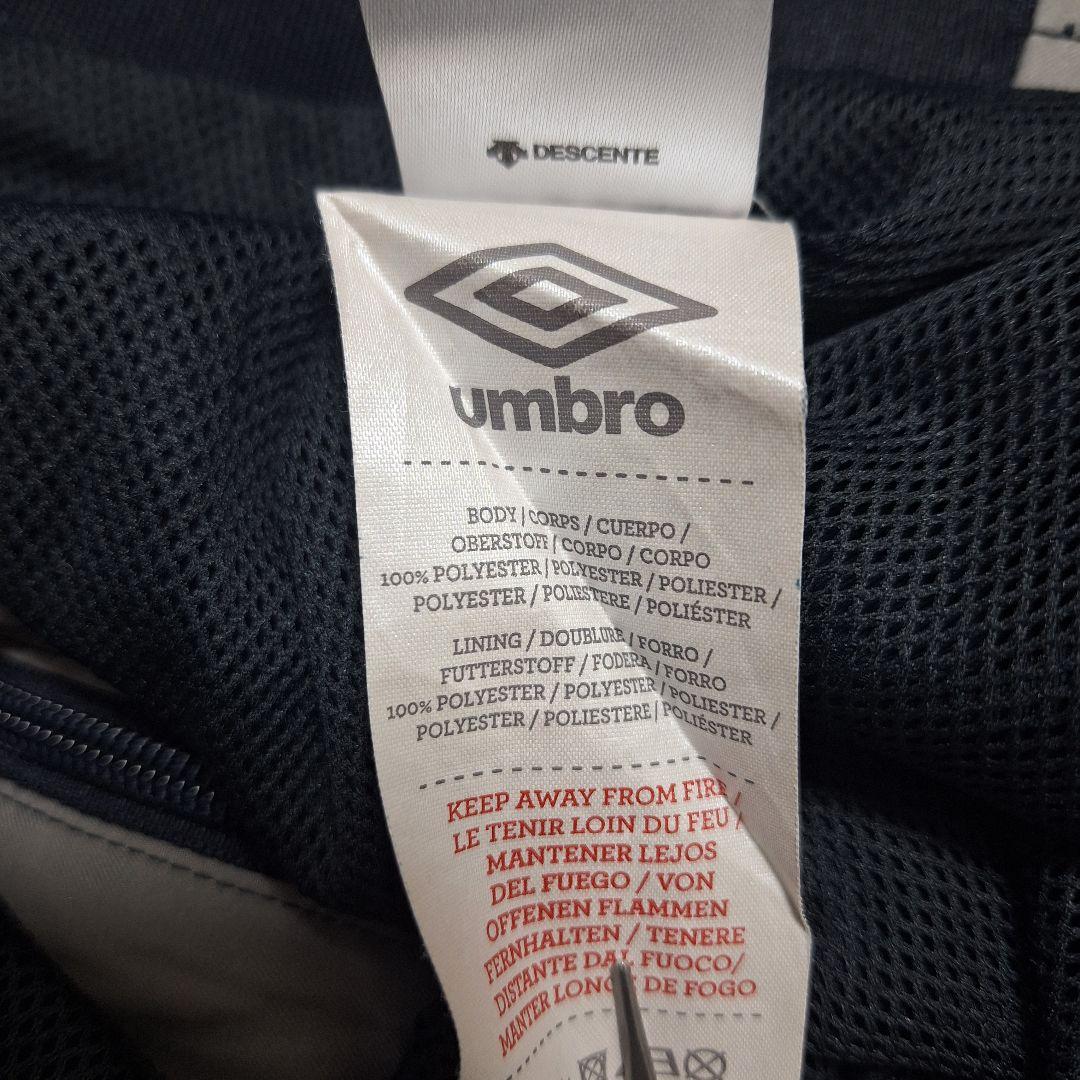 DESCENTE
umbro
BODY / CORPS / CUERPO /
OBERSTOFF / CORPO / CORPO
100% POLYESTER / POLYESTER / POLIESTER /
POLYESTER / POLIESTERE / POLIÉSTER
LINING / DOUBLURE / FORRO /
FUTTERSTOFF / FODERA / FORRO
100% POLYESTER / POLYESTER / POLIESTER /
POLYESTER / POLIESTERE / POLIÉSTER
KEEP AWAY FROM FIRE /
LE TENIR LOIN DU FEU /
MANTENER LEJOS
DEL FUEGO / VON
OFFENEN FLAMMEN
FERNHALTEN / TENERE
DISTANTE DAL FUOCO/
MANTER LONGE DE FOGO